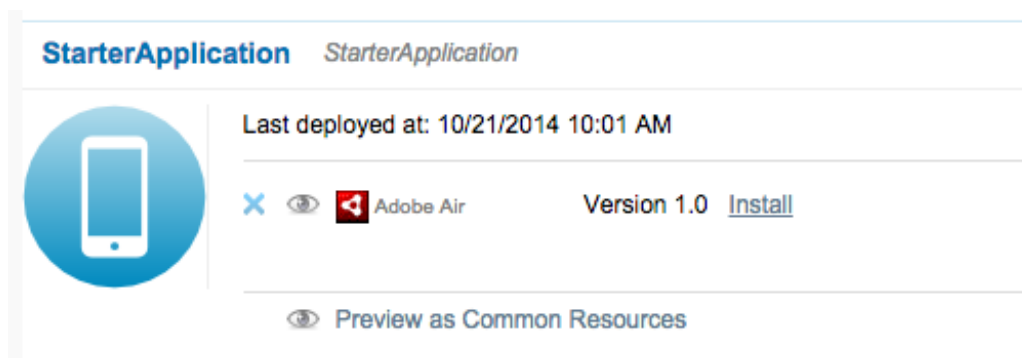 StarterApplication StarterApplication
Last deployed at: 10/21/2014 10:01 AM
Adobe Air Version 1.0 Install
Preview as Common Resources